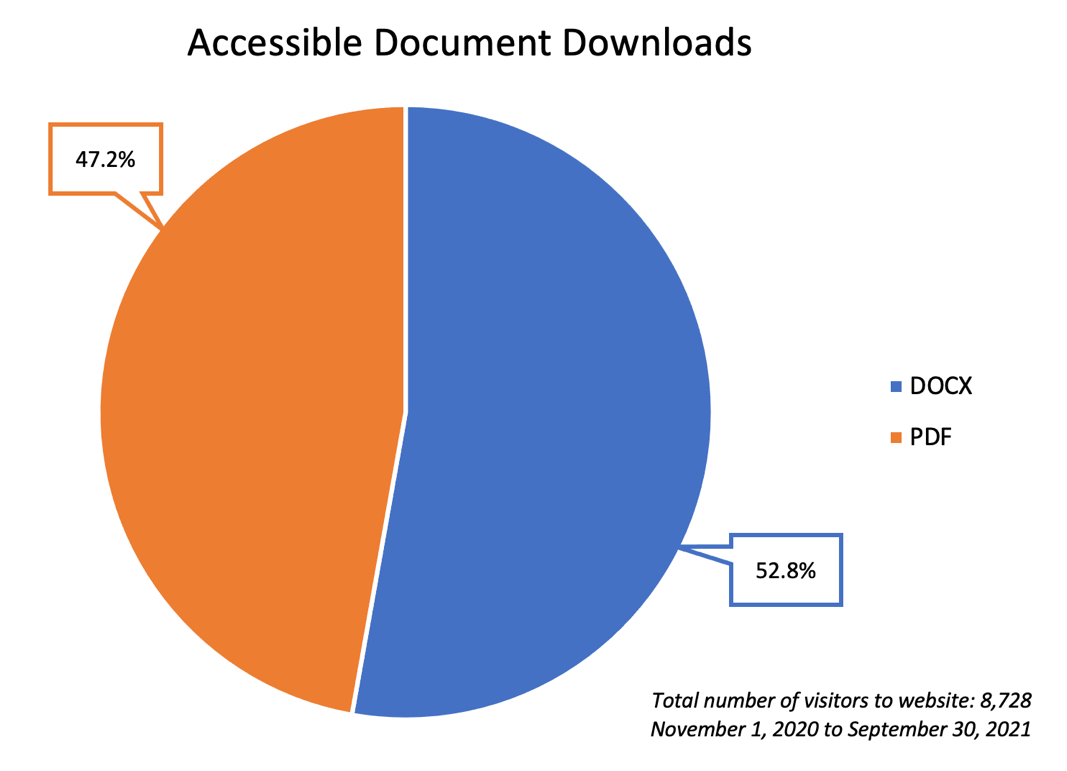 Accessible Document Downloads
47.2%
DOCX
PDF
52.8%
Total number of visitors to website: 8,728
November 1, 2020 to September 30, 2021